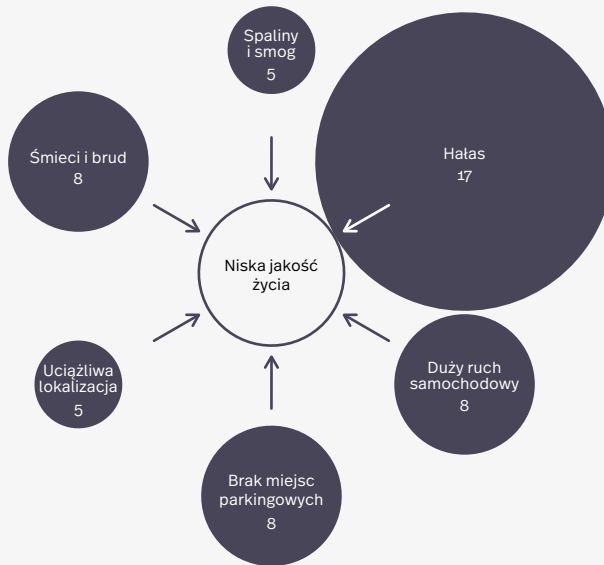 Spaliny
i smog
5
Hałas
17
Śmieci i brud
8
Niska jakość
życia
Uciążliwa
lokalizacja
5
Duży ruch
samochodowy
8
Brak miejsc
parkingowych
8